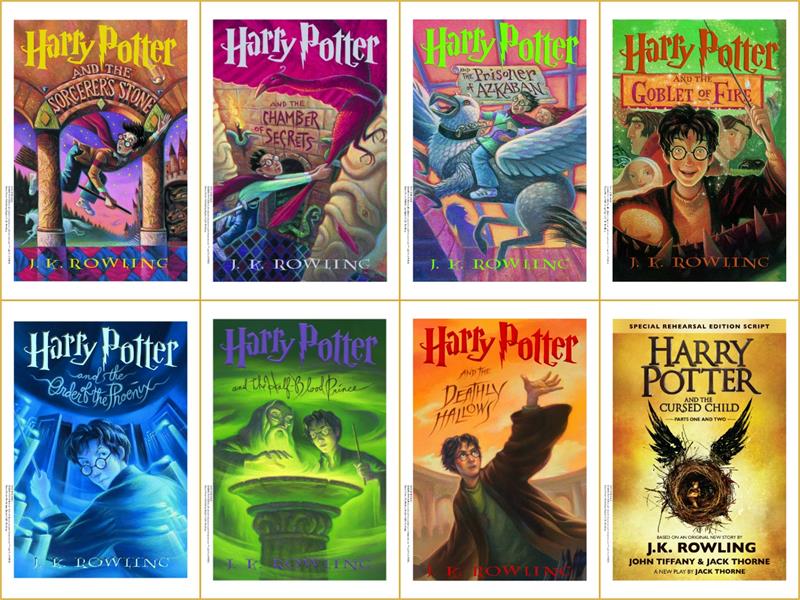 Harry Potter
AND THE
SORCERER'S STONE
J. K. ROWLING
Harry Potter
AND THE
CHAMBER
OF
SECRETS
J. K. ROWLING
Harry Potter
AND THE
Prisoner
of
AZKABAN
J. K. ROWLING
Harry Potter
AND THE
GOBLET OF FIRE
J. K. ROWLING
Harry Potter
and the
Order of the Phoenix
J. K. ROWLING
Harry Potter
and the Half-Blood Prince
J. K. ROWLING
Harry Potter
AND THE
DEATHLY
HALLOWS
J. K. ROWLING
SPECIAL REHEARSAL EDITION SCRIPT
HARRY
POTTER
AND THE
CURSED CHILD
PARTS ONE AND TWO
BASED ON AN ORIGINAL NEW STORY BY
J.K. ROWLING
JOHN TIFFANY & JACK THORNE
A NEW PLAY BY JACK THORNE